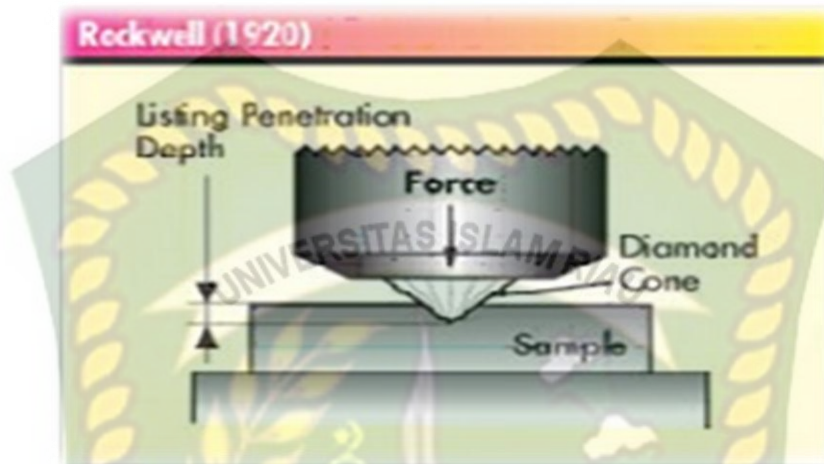 Rockwell (1920)
Listing Penetration
Depth
Force
UNIVERSITAS ISLAM RIAU
Diamond
Cone
Sample